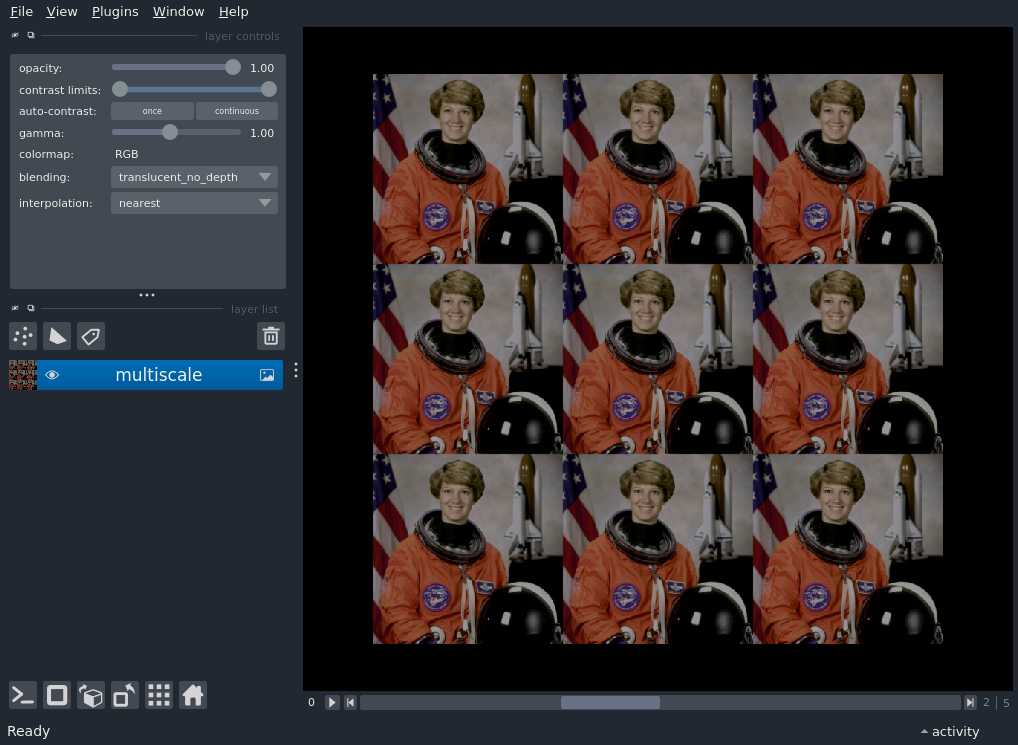 File View Plugins Window Help
layer controls
opacity: 1.00
contrast limits:
auto-contrast: once continuous
gamma: 1.00
colormap: RGB
blending: translucent_no_depth
interpolation: nearest
layer list
multiscale
0 2 | 5
Ready activity